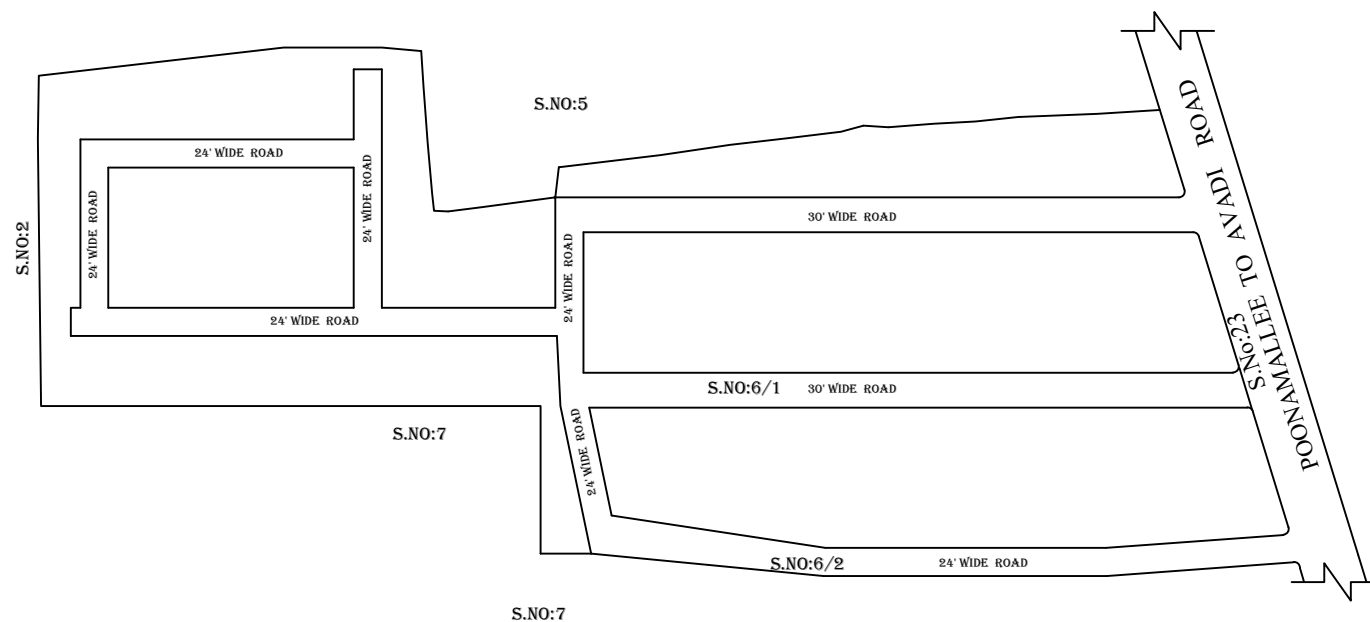 S.NO:5
24' WIDE ROAD
24' WIDE ROAD
24' WIDE ROAD
S.NO:2
24' WIDE ROAD
30' WIDE ROAD
24' WIDE ROAD
POONAMALLEE TO AVADI ROAD
S.No:23
S.NO:6/1
30' WIDE ROAD
S.NO:7
24' WIDE ROAD
S.NO:6/2
24' WIDE ROAD
S.NO:7